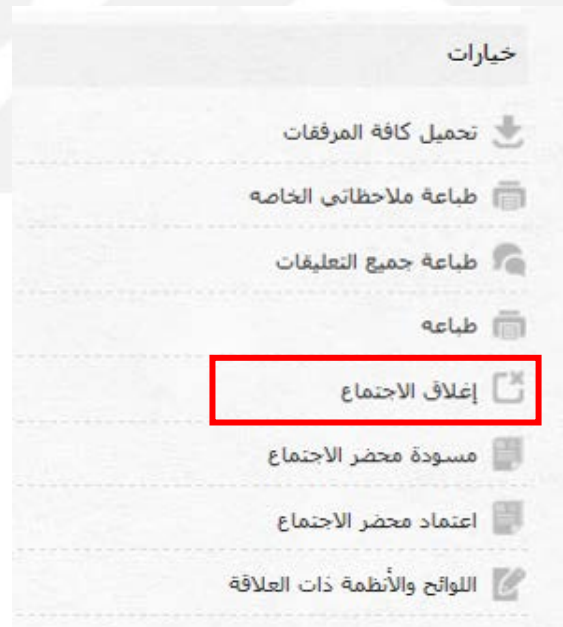 خيارات
تحميل كافة المرفقات
طباعة ملاحظاتي الخاصه
طباعة جميع التعليقات
طباعه
إغلاق الاجتماع
مسودة محضر الاجتماع
اعتماد محضر الاجتماع
اللوائح والأنظمة ذات العلاقة